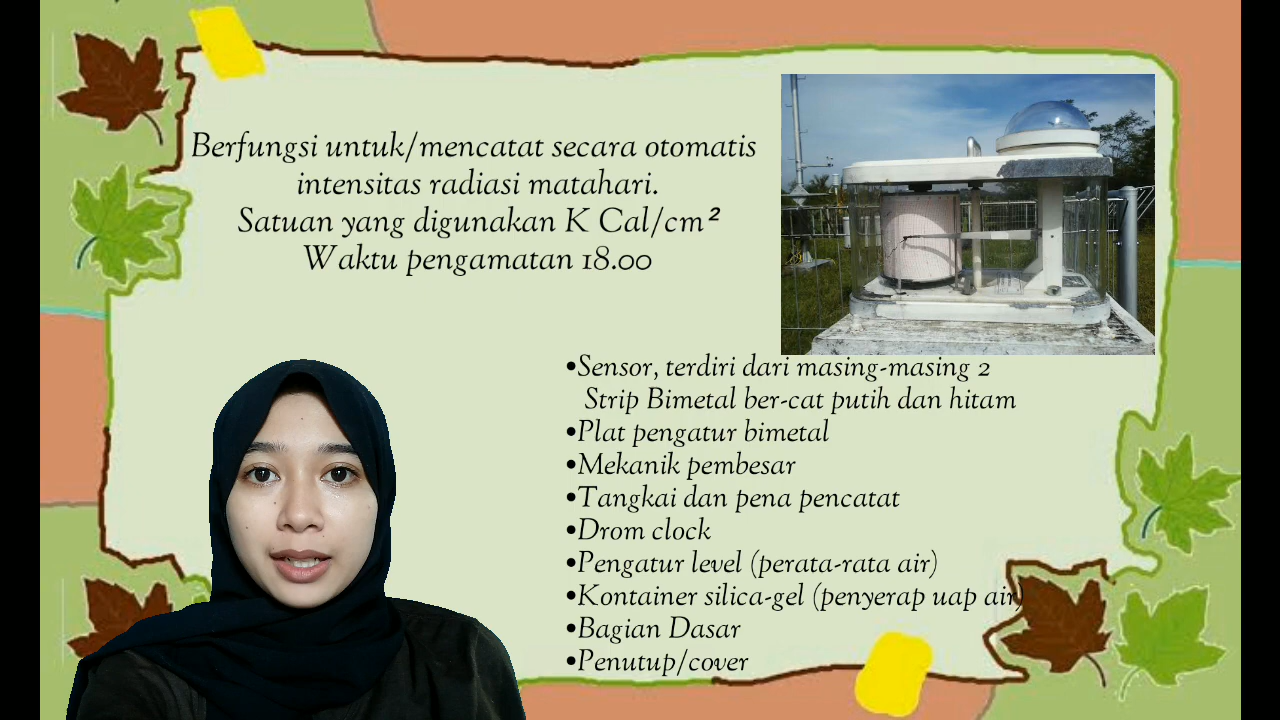 Berfungsi untuk/mencatat secara otomatis
intensitas radiasi matahari.
Satuan yang digunakan K Cal/cm²
Waktu pengamatan 18.00
•Sensor, terdiri dari masing-masing 2
Strip Bimetal ber-cat putih dan hitam
•Plat pengatur bimetal
•Mekanik pembesar
•Tangkai dan pena pencatat
•Drom clock
•Pengatur level (perata-rata air)
•Kontainer silica-gel (penyerap uap air)
•Bagian Dasar
•Penutup/cover